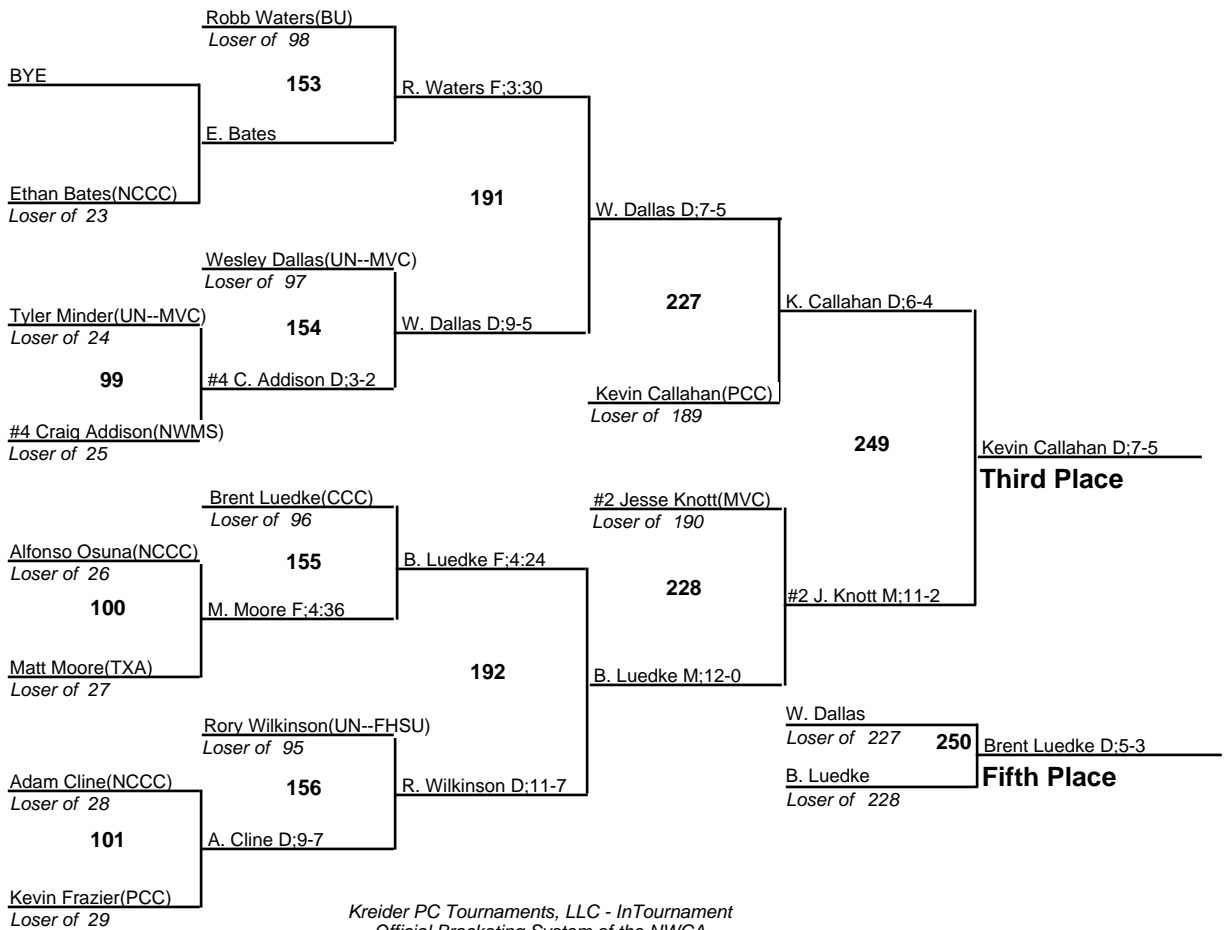 Robb Waters(BU)
Loser of 98
BYE
153
R. Waters F;3:30
E. Bates
Ethan Bates(NCCC)
Loser of 23
191
W. Dallas D;7-5
Wesley Dallas(UN--MVC)
Loser of 97
Tyler Minder(UN--MVC)
Loser of 24
154
W. Dallas D;9-5
227
K. Callahan D;6-4
99
#4 C. Addison D;3-2
Kevin Callahan(PCC)
Loser of 189
#4 Craig Addison(NWMS)
Loser of 25
249
Kevin Callahan D;7-5
Third Place
Brent Luedke(CCC)
Loser of 96
#2 Jesse Knott(MVC)
Loser of 190
Alfonso Osuna(NCCC)
Loser of 26
155
B. Luedke F;4:24
100
M. Moore F;4:36
228
#2 J. Knott M;11-2
Matt Moore(TXA)
Loser of 27
192
B. Luedke M;12-0
Rory Wilkinson(UN--FHSU)
Loser of 95
W. Dallas
Loser of 227
250
Brent Luedke D;5-3
Fifth Place
B. Luedke
Loser of 228
Adam Cline(NCCC)
Loser of 28
156
R. Wilkinson D;11-7
101
A. Cline D;9-7
Kevin Frazier(PCC)
Loser of 29
Kreider PC Tournaments, LLC - InTournament
Official Bracketing System of the NWCA